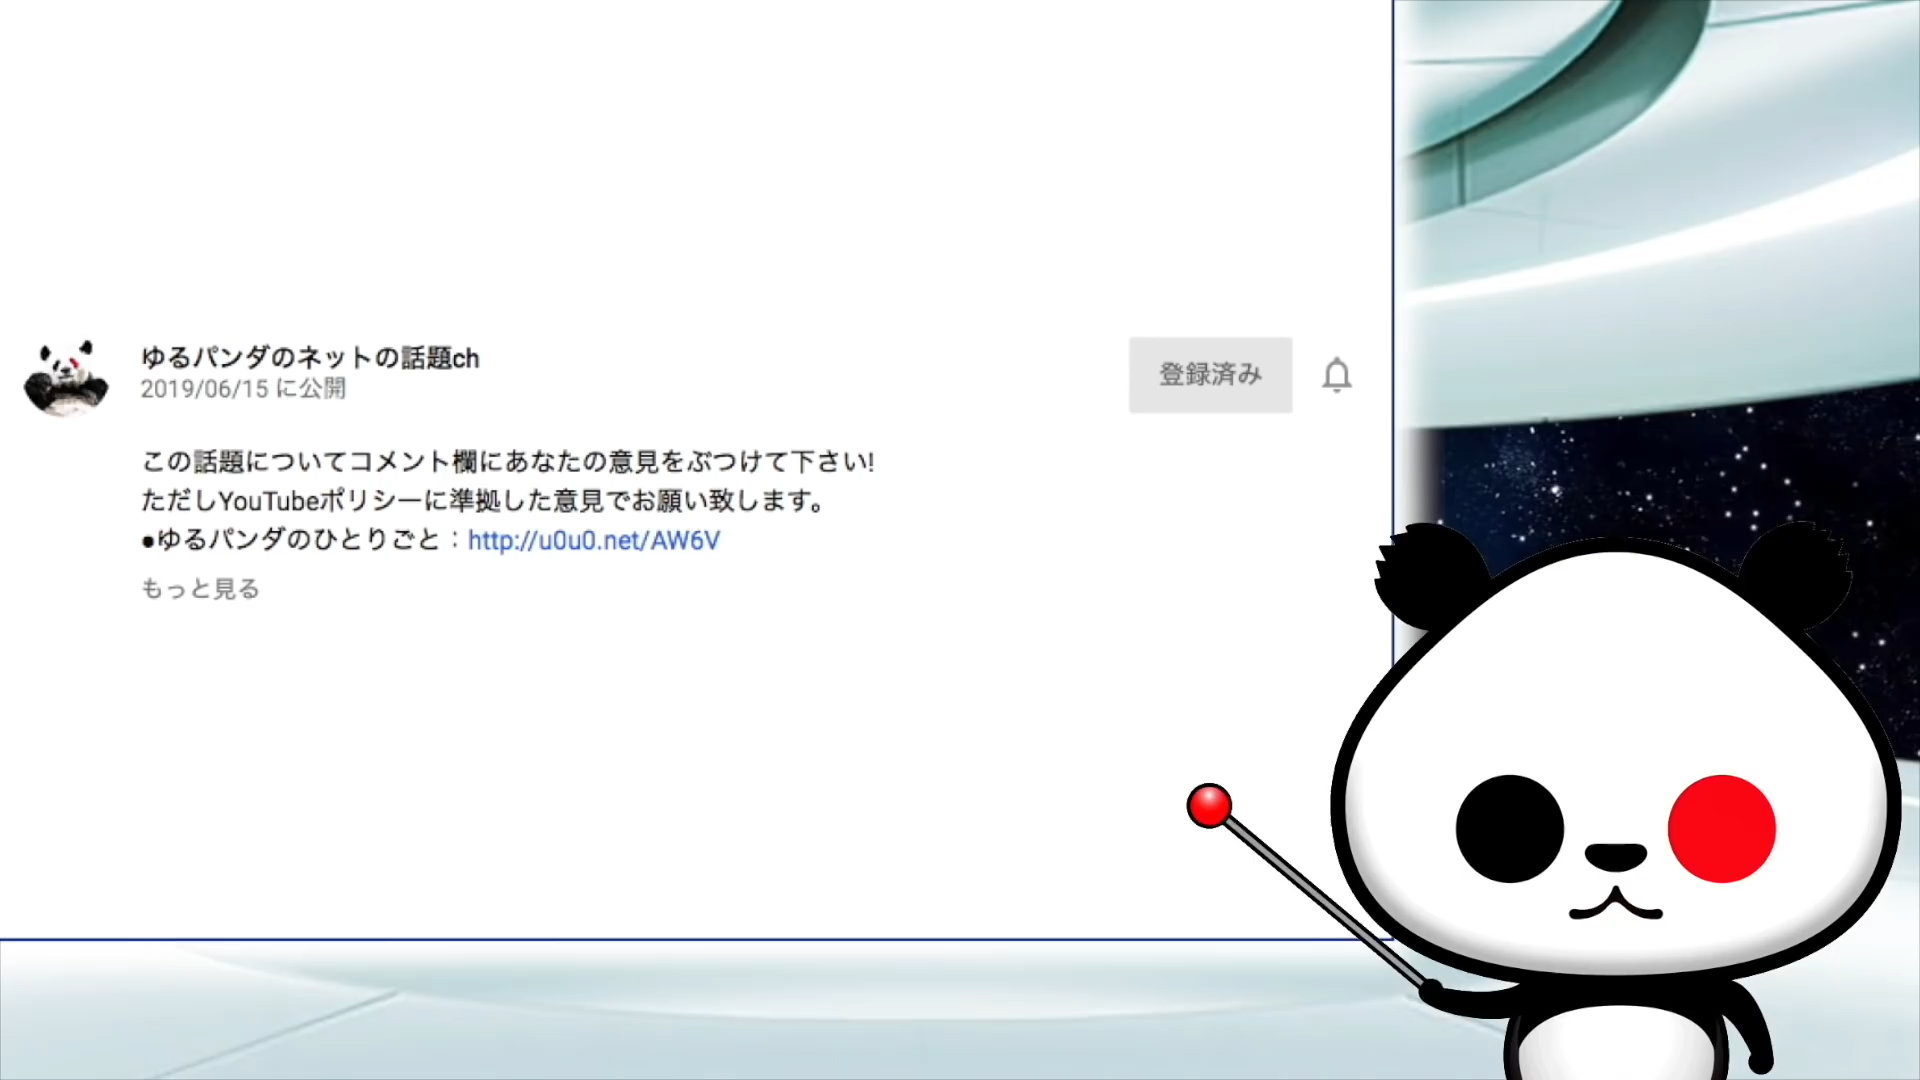 ゆるパンダのネットの話題ch
2019/06/15 に公開
登録済み
この話題についてコメント欄にあなたの意見をぶつけて下さい!
ただしYouTubeポリシーに準拠した意見でお願い致します。
●ゆるパンダのひとりごと：http://u0u0.net/AW6V
もっと見る